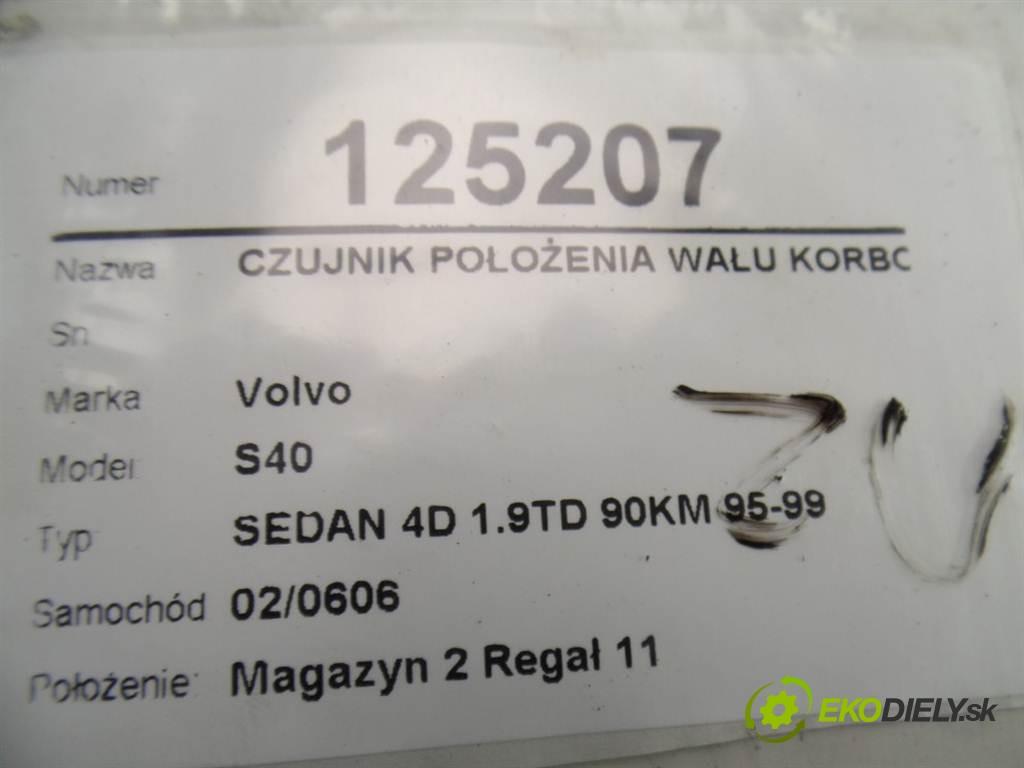 Numer 125207
Nazwa CZUJNIK POŁOŻENIA WAŁU KORBO
Sn
Marka Volvo
Model S40
Typ SEDAN 4D 1.9TD 90KM 95-99
Samochód 02/0606
Położenie: Magazyn 2 Regał 11
EKODIELY.sk